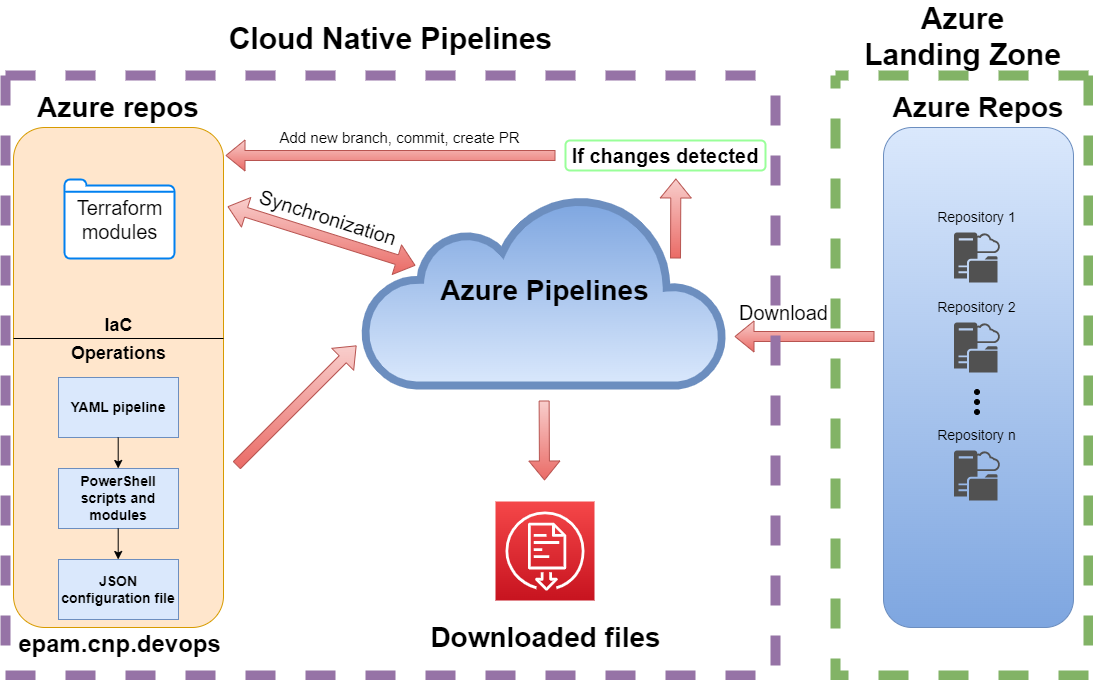 Cloud Native Pipelines
Azure
Landing Zone
Azure repos
Azure Repos
Add new branch, commit, create PR
If changes detected
Terraform
modules
Synchronization
Azure Pipelines
Download
IaC
Operations
YAML pipeline
PowerShell
scripts and
modules
JSON
configuration file
epam.cnp.devops
Downloaded files
Repository 1
Repository 2
Repository n